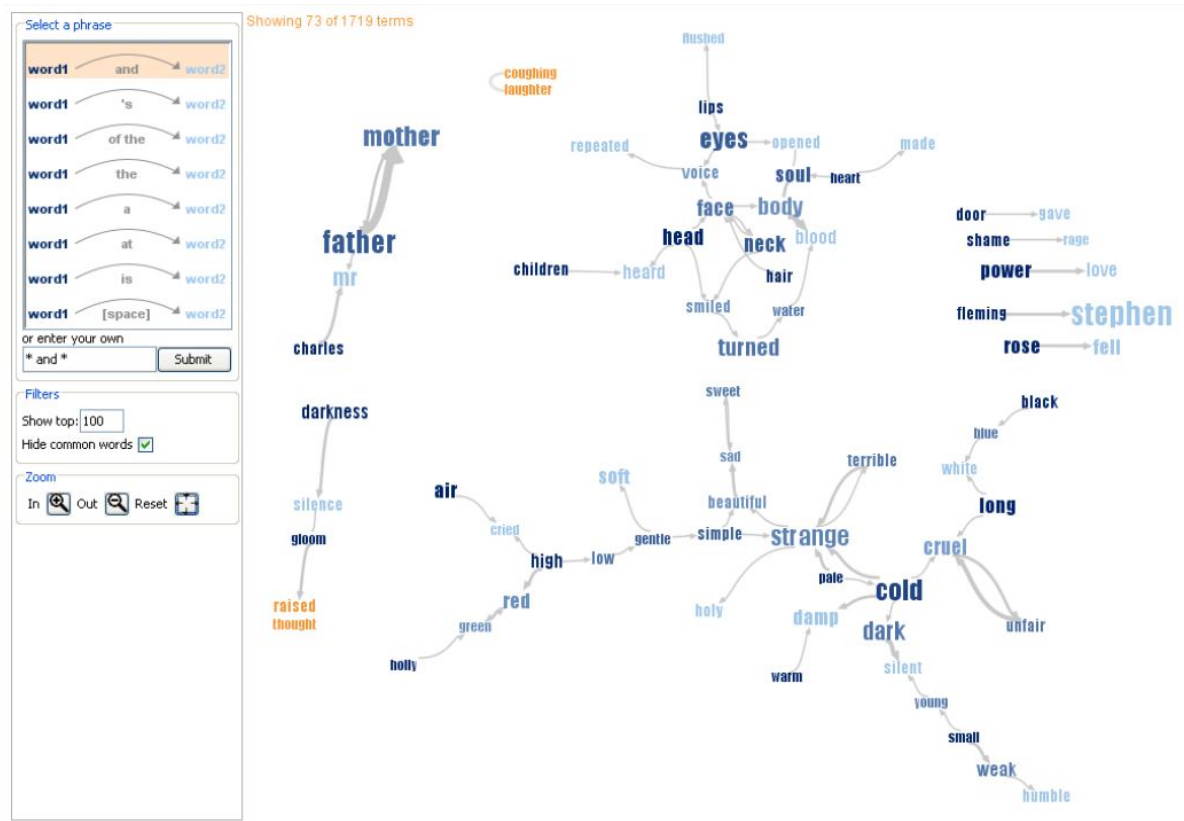 Select a phrase
word1 and word2
word1 's word2
word1 of the word2
word1 the word2
word1 a word2
word1 at word2
word1 is word2
word1 [space] word2
or enter your own
* and * Submit
Filters
Show top: 100
Hide common words
Zoom
In Out Reset
Showing 73 of 1719 terms
flushed
coughing
laughter
lips
mother
eyes
opened
made
repeated
voice
soul
heart
face
body
door
gave
father
head
neck
blood
shame
rage
children
heard
hair
power
love
mr
smiled
water
fleming
stephen
charles
turned
rose
fell
darkness
sweet
black
blue
sad
terrible
white
soft
air
silence
beautiful
long
cried
gloom
gentle
simple
strange
cruel
high
low
pale
cold
red
raised
thought
holy
damp
green
dark
unfair
holly
warm
silent
young
small
weak
humble